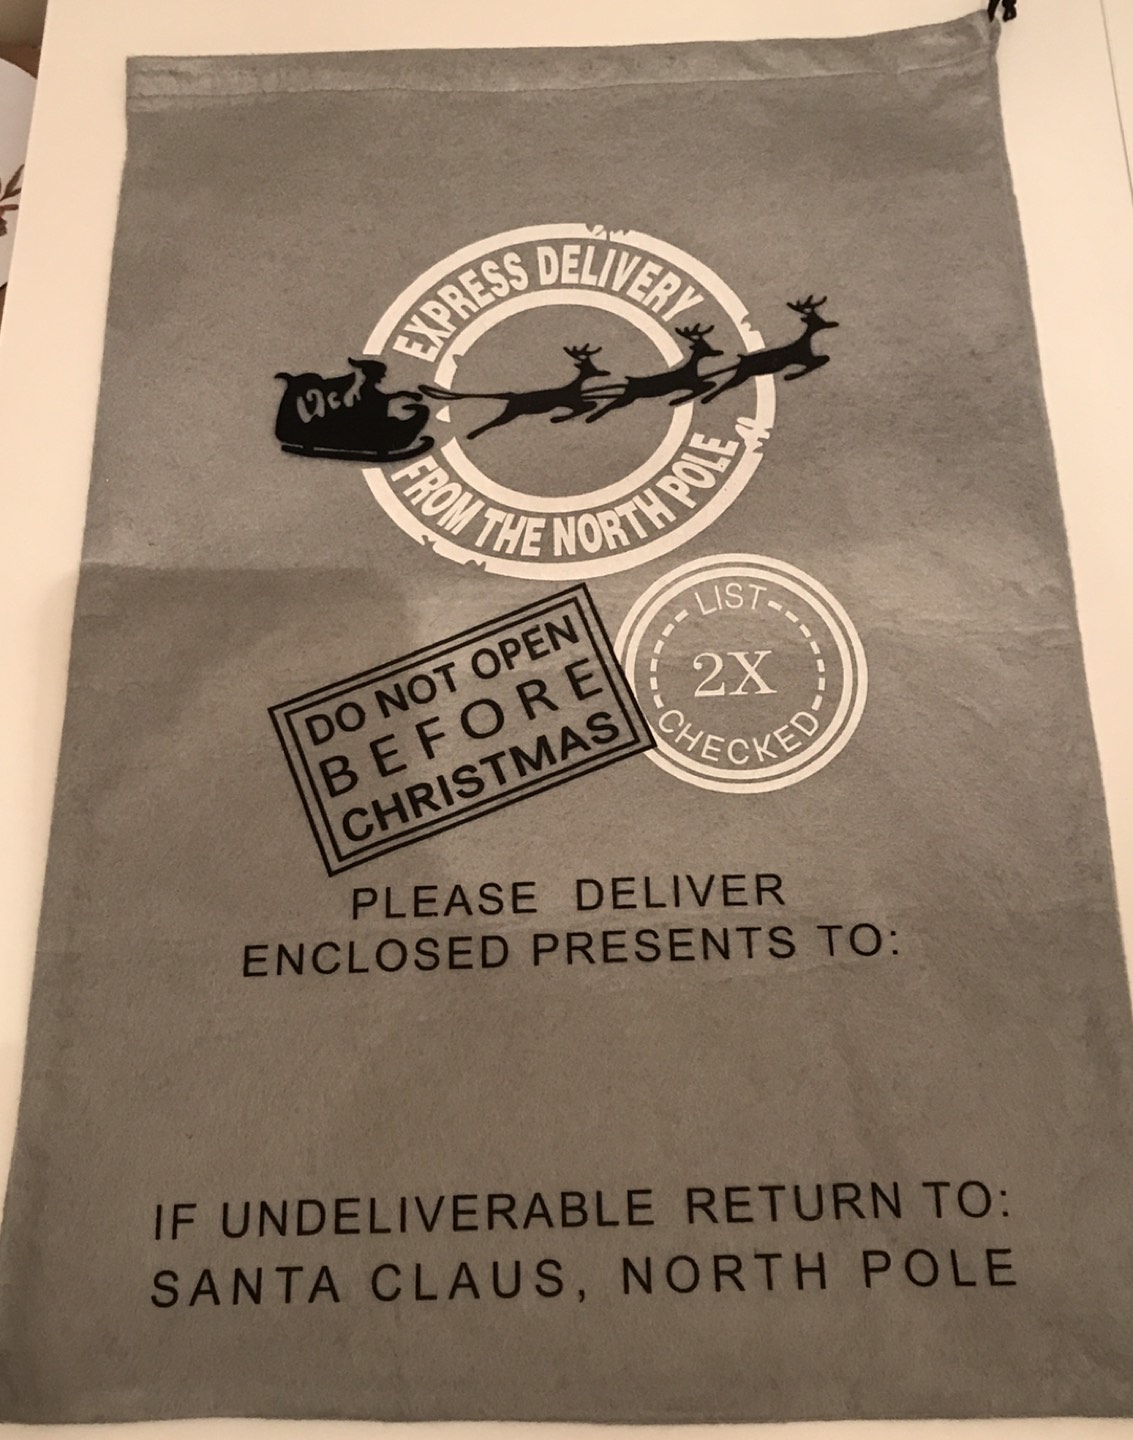 EXPRESS DELIVERY
FROM THE NORTH POLE
LIST
2X
CHECKED
DO NOT OPEN
BEFORE
CHRISTMAS
PLEASE DELIVER
ENCLOSED PRESENTS TO:
IF UNDELIVERABLE RETURN TO:
SANTA CLAUS, NORTH POLE